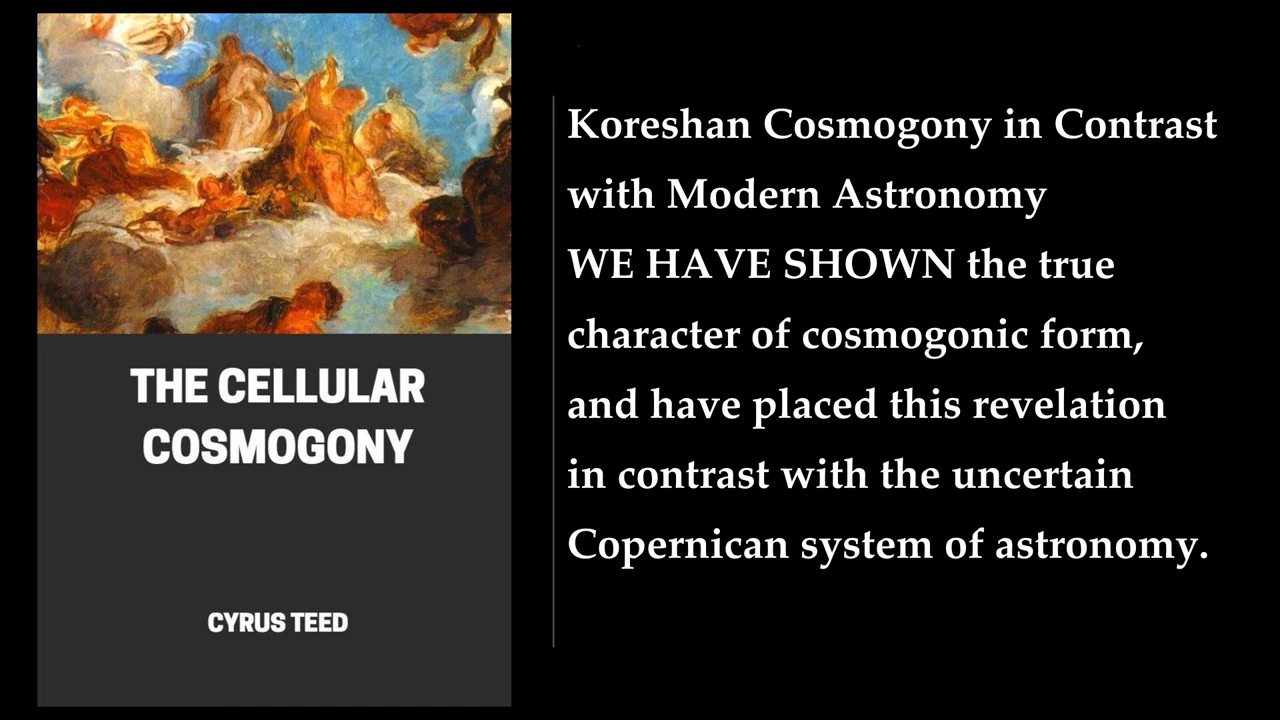 THE CELLULAR
COSMOGONY
CYRUS TEED
Koreshan Cosmogony in Contrast
with Modern Astronomy
WE HAVE SHOWN the true
character of cosmogonic form,
and have placed this revelation
in contrast with the uncertain
Copernican system of astronomy.